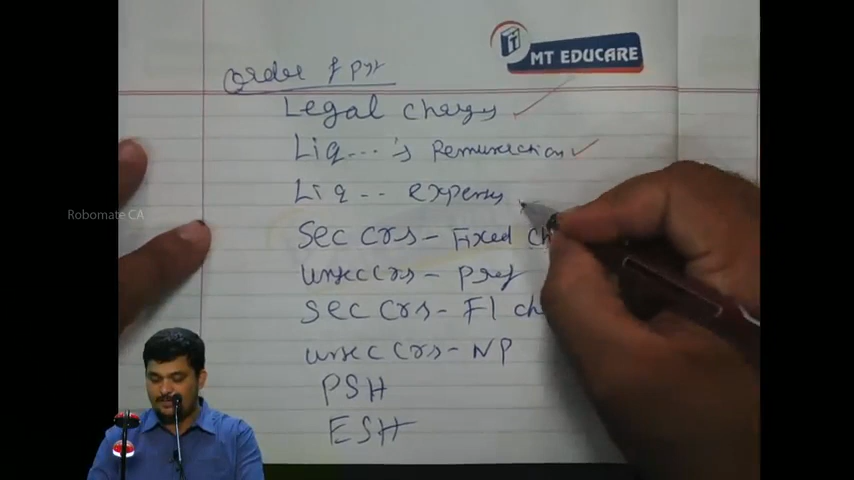 MT EDUCARE
Order of pyt
Legal charges
Liq...'s Remuneration
Liq -- expenses
Robomate CA
Sec Crs - Fixed Ch
Unsec Crs - Pref
Sec Crs - Fl ch
Unsec Crs - NP
PSH
ESH